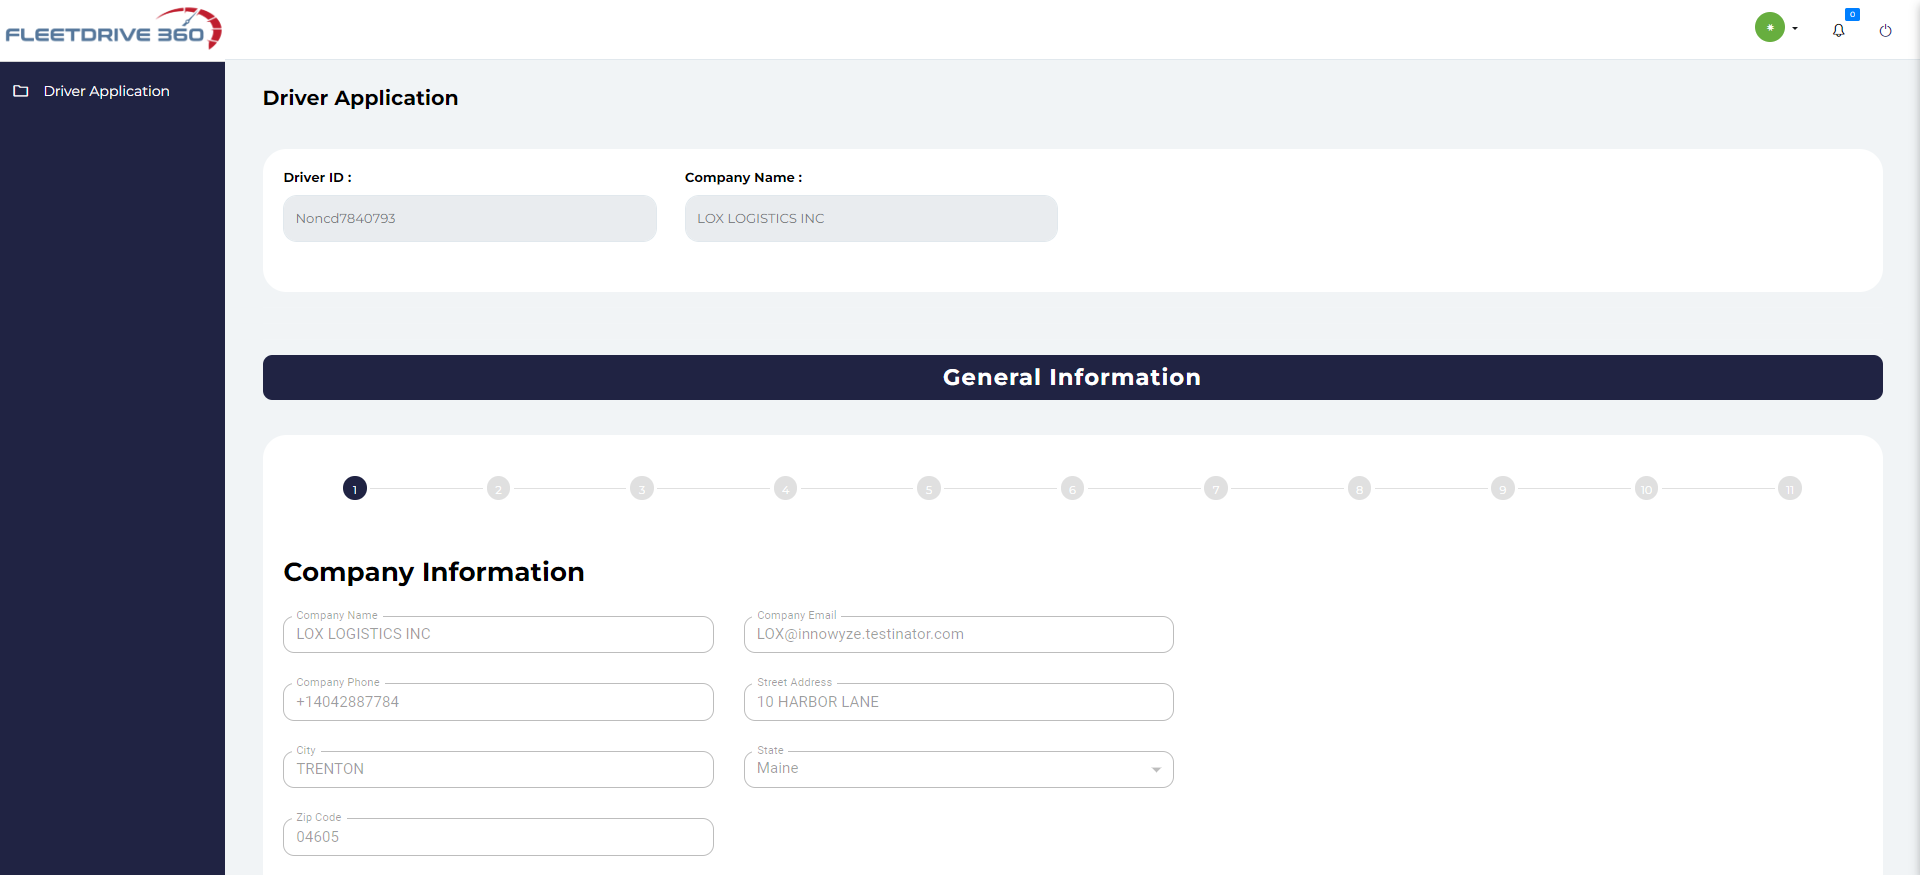 FLEETDRIVE 360
0
Driver Application
Driver Application
Driver ID :
Company Name :
Noncd7840793
LOX LOGISTICS INC
General Information
1 2 3 4 5 6 7 8 9 10 11
Company Information
Company Name
LOX LOGISTICS INC
Company Email
LOX@innowyze.testinator.com
Company Phone
+14042887784
Street Address
10 HARBOR LANE
City
TRENTON
State
Maine
Zip Code
04605